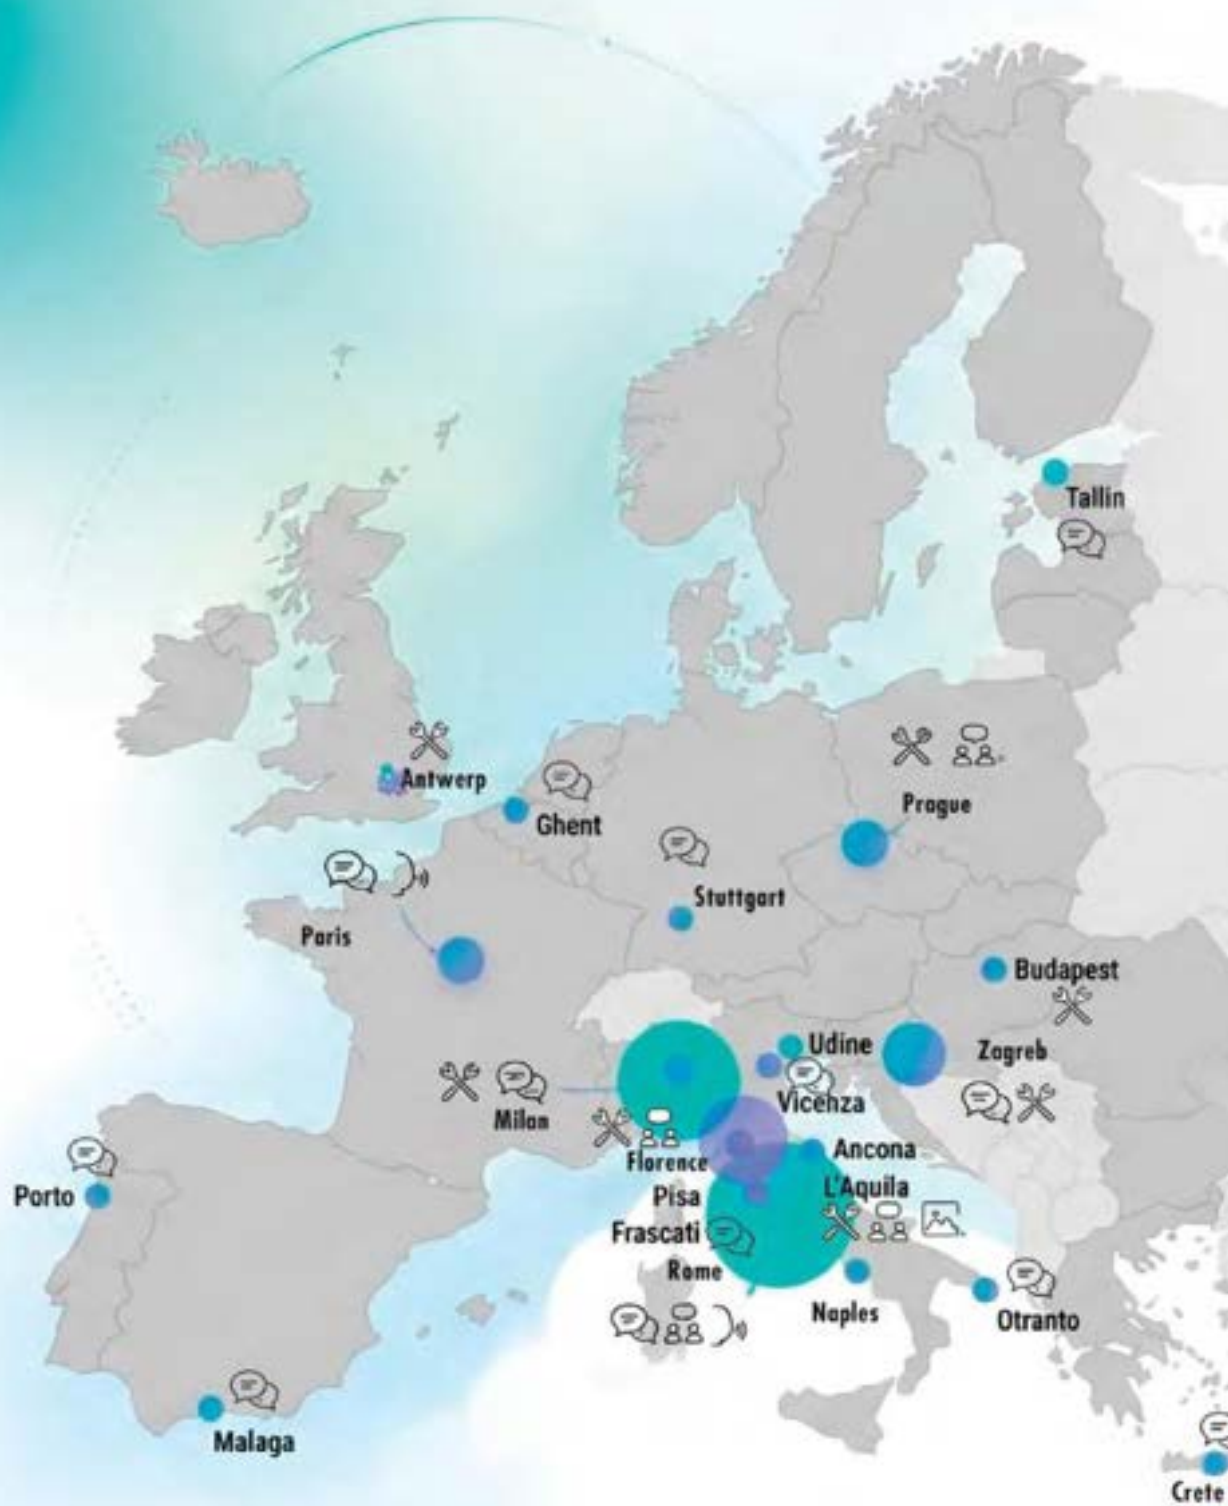 Tallin
Antwerp
Ghent
Prague
Stuttgart
Paris
Budapest
Udine
Zagreb
Vicenza
Milan
Florence
Ancona
Pisa
L'Aquila
Porto
Frascati
Rome
Naples
Otranto
Malaga
Crete